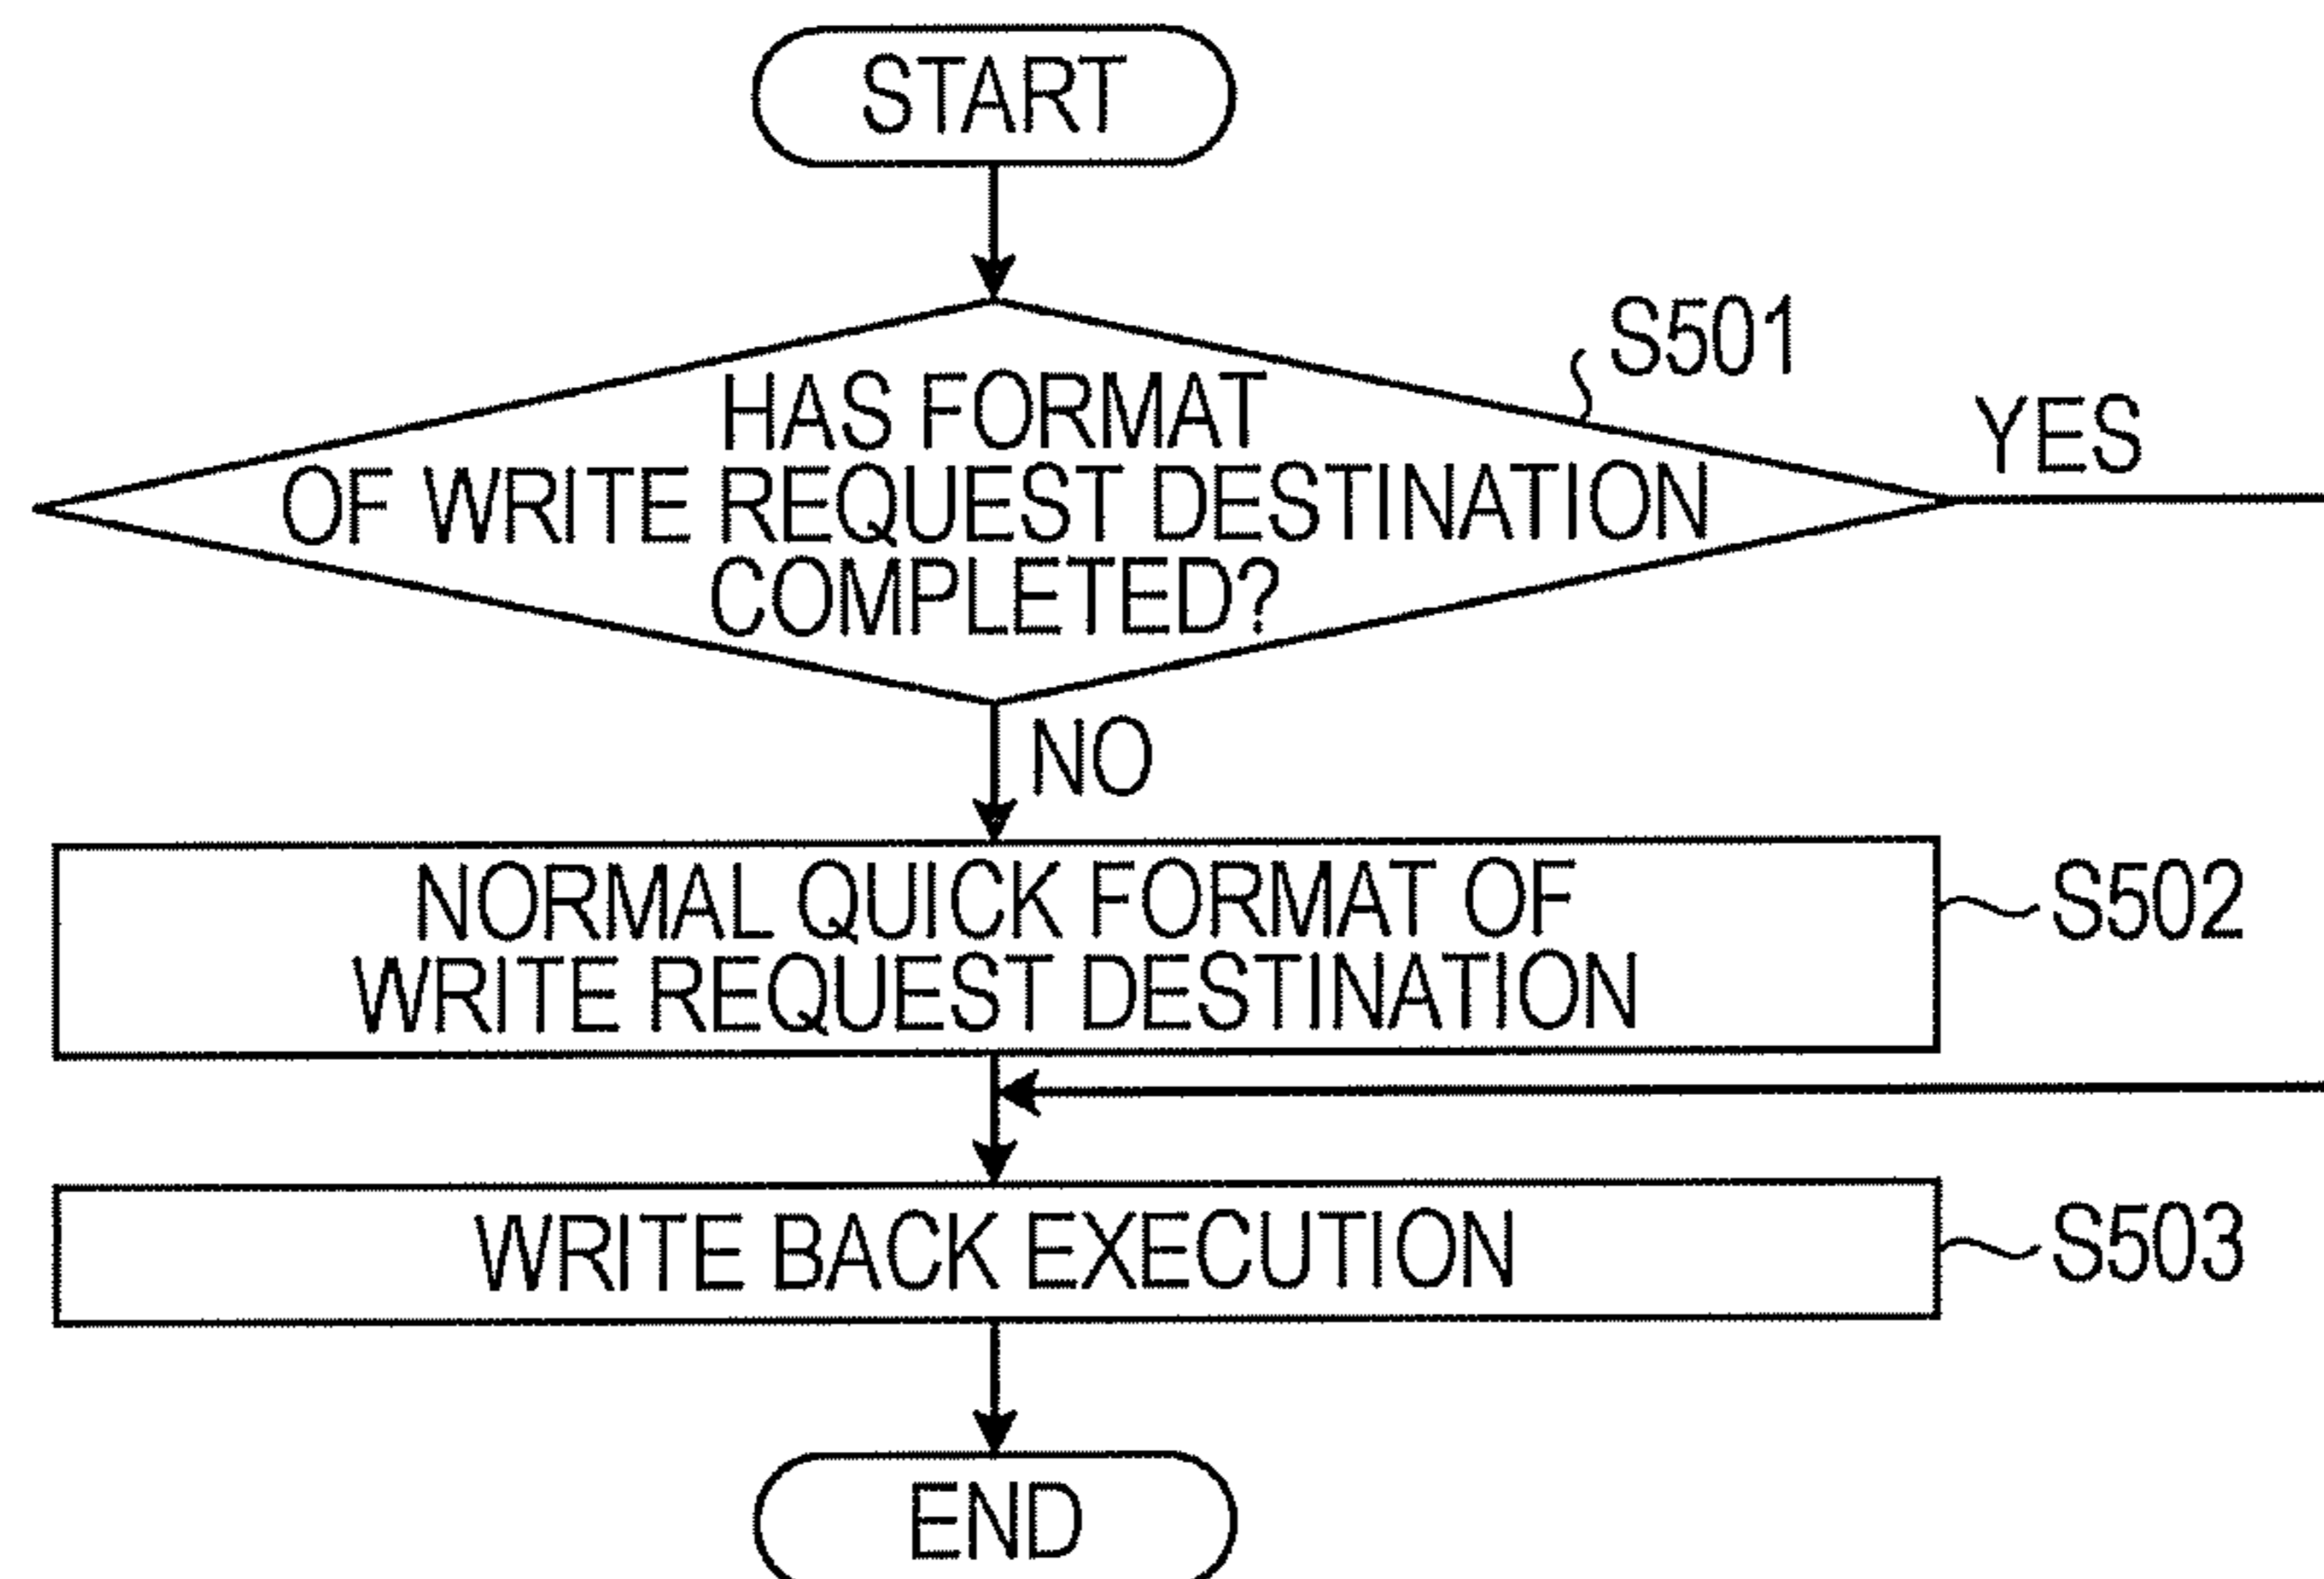 START
S501
HAS FORMAT
OF WRITE REQUEST DESTINATION
COMPLETED?
YES
NO
NORMAL QUICK FORMAT OF
WRITE REQUEST DESTINATION
S502
WRITE BACK EXECUTION
S503
END